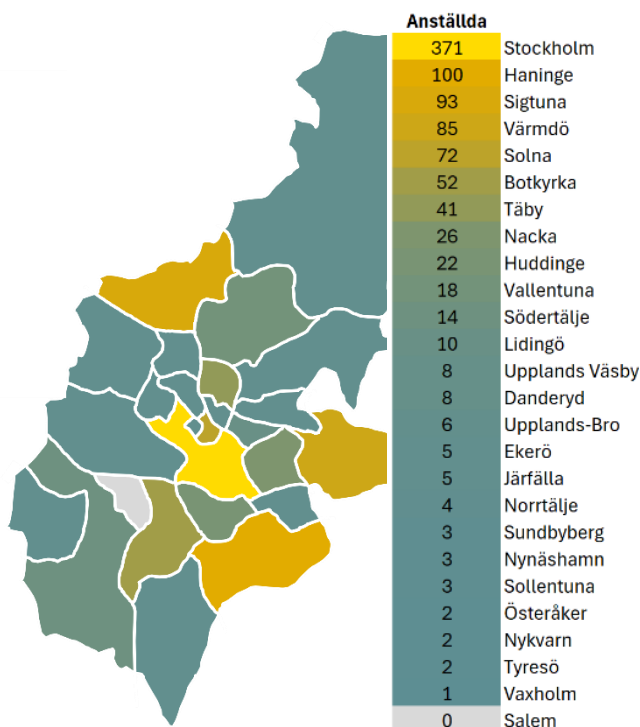 Anställda
371 Stockholm
100 Haninge
93 Sigtuna
85 Värmdö
72 Solna
52 Botkyrka
41 Täby
26 Nacka
22 Huddinge
18 Vallentuna
14 Södertälje
10 Lidingö
8 Upplands Väsby
8 Danderyd
6 Upplands-Bro
5 Ekerö
5 Järfälla
4 Norrtälje
3 Sundbyberg
3 Nynäshamn
3 Sollentuna
2 Österåker
2 Nykvarn
2 Tyresö
1 Vaxholm
0 Salem